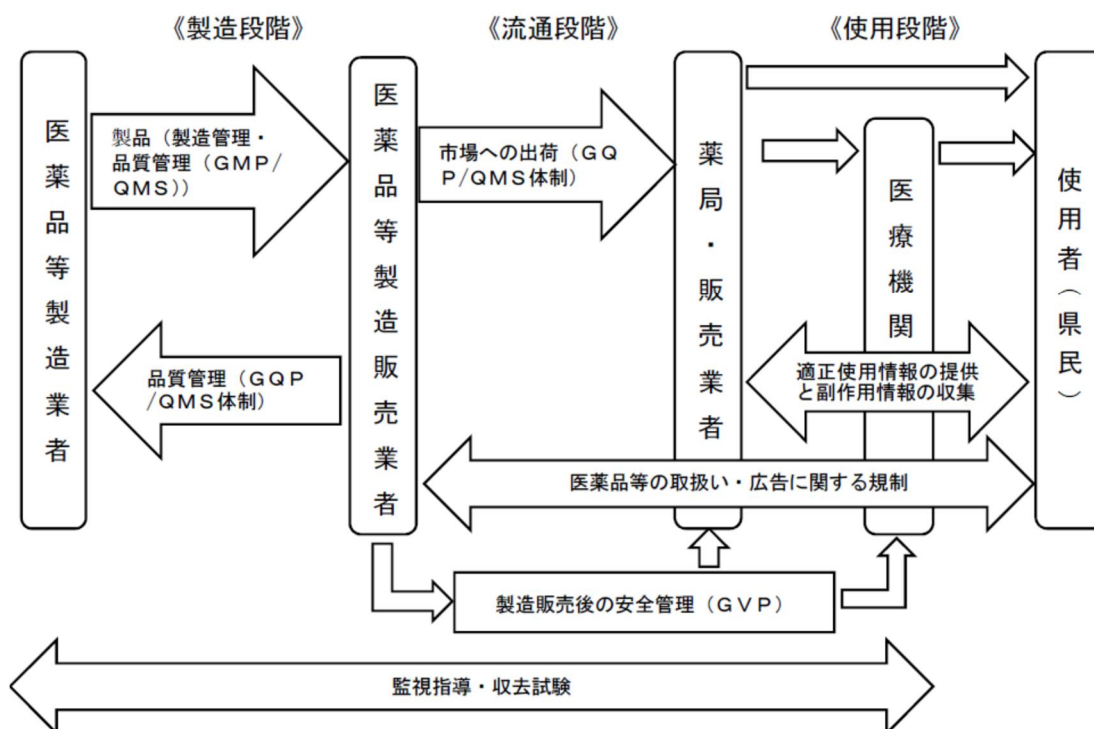 《製造段階》
《流通段階》
《使用段階》
医薬品等製造業者
製品（製造管理・
品質管理（GMP/
QMS））
品質管理（GQP
/QMS体制）
医薬品等製造販売業者
市場への出荷（GQ
P/QMS体制）
薬局・販売業者
医療機関
使用者（県民）
適正使用情報の提供
と副作用情報の収集
医薬品等の取扱い・広告に関する規制
製造販売後の安全管理（GVP）
監視指導・収去試験